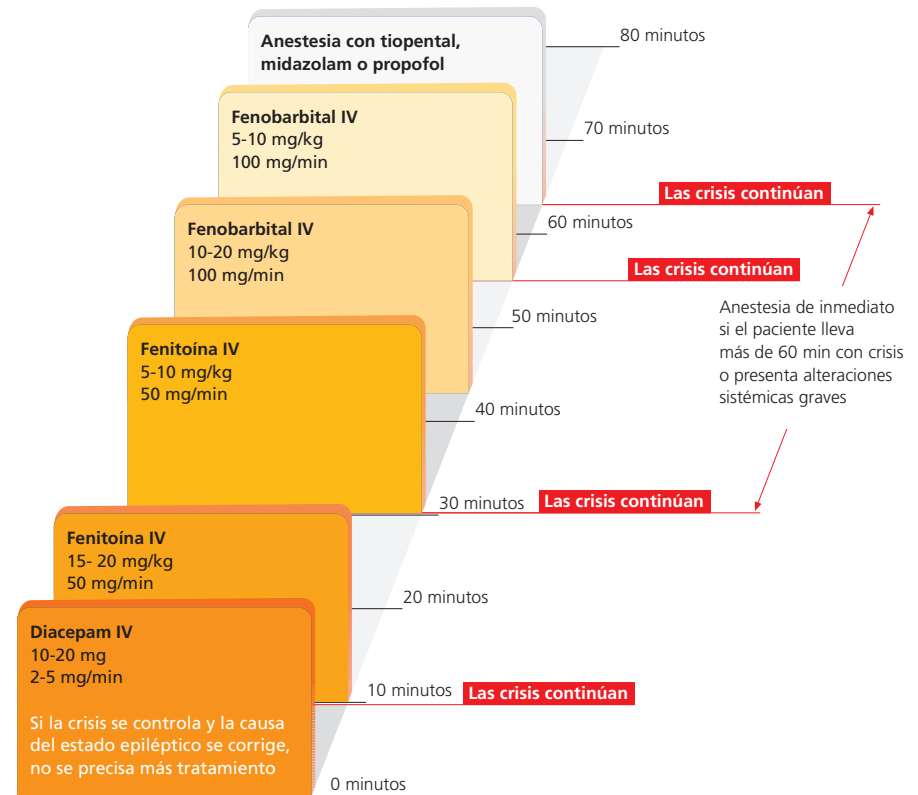 Anestesia con tiopental,
midazolam o propofol
80 minutos
Fenobarbital IV
5-10 mg/kg
100 mg/min
70 minutos
Las crisis continúan
60 minutos
Fenobarbital IV
10-20 mg/kg
100 mg/min
Las crisis continúan
50 minutos
Anestesia de inmediato
si el paciente lleva
más de 60 min con crisis
o presenta alteraciones
sistémicas graves
Fenitoína IV
5-10 mg/kg
50 mg/min
40 minutos
30 minutos
Las crisis continúan
Fenitoína IV
15- 20 mg/kg
50 mg/min
20 minutos
Diacepam IV
10-20 mg
2-5 mg/min
10 minutos
Las crisis continúan
Si la crisis se controla y la causa
del estado epiléptico se corrige,
no se precisa más tratamiento
0 minutos